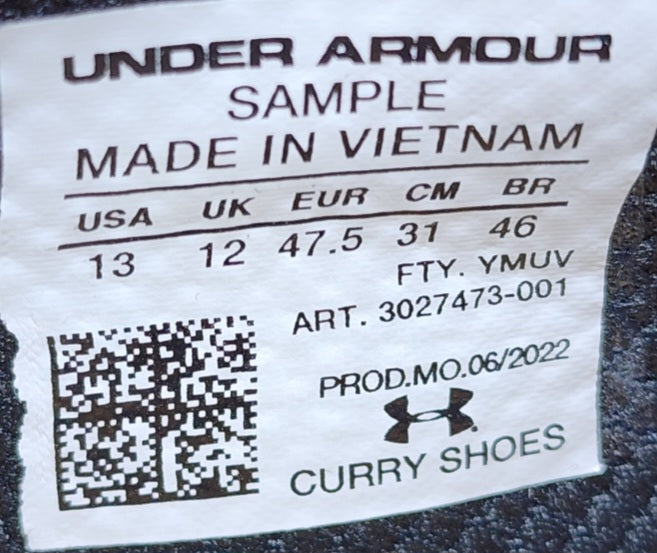 UNDER ARMOUR
SAMPLE
MADE IN VIETNAM
USA UK EUR CM BR
13 12 47.5 31 46
FTY. YMUV
ART. 3027473-001
PROD.MO.06/2022
CURRY SHOES